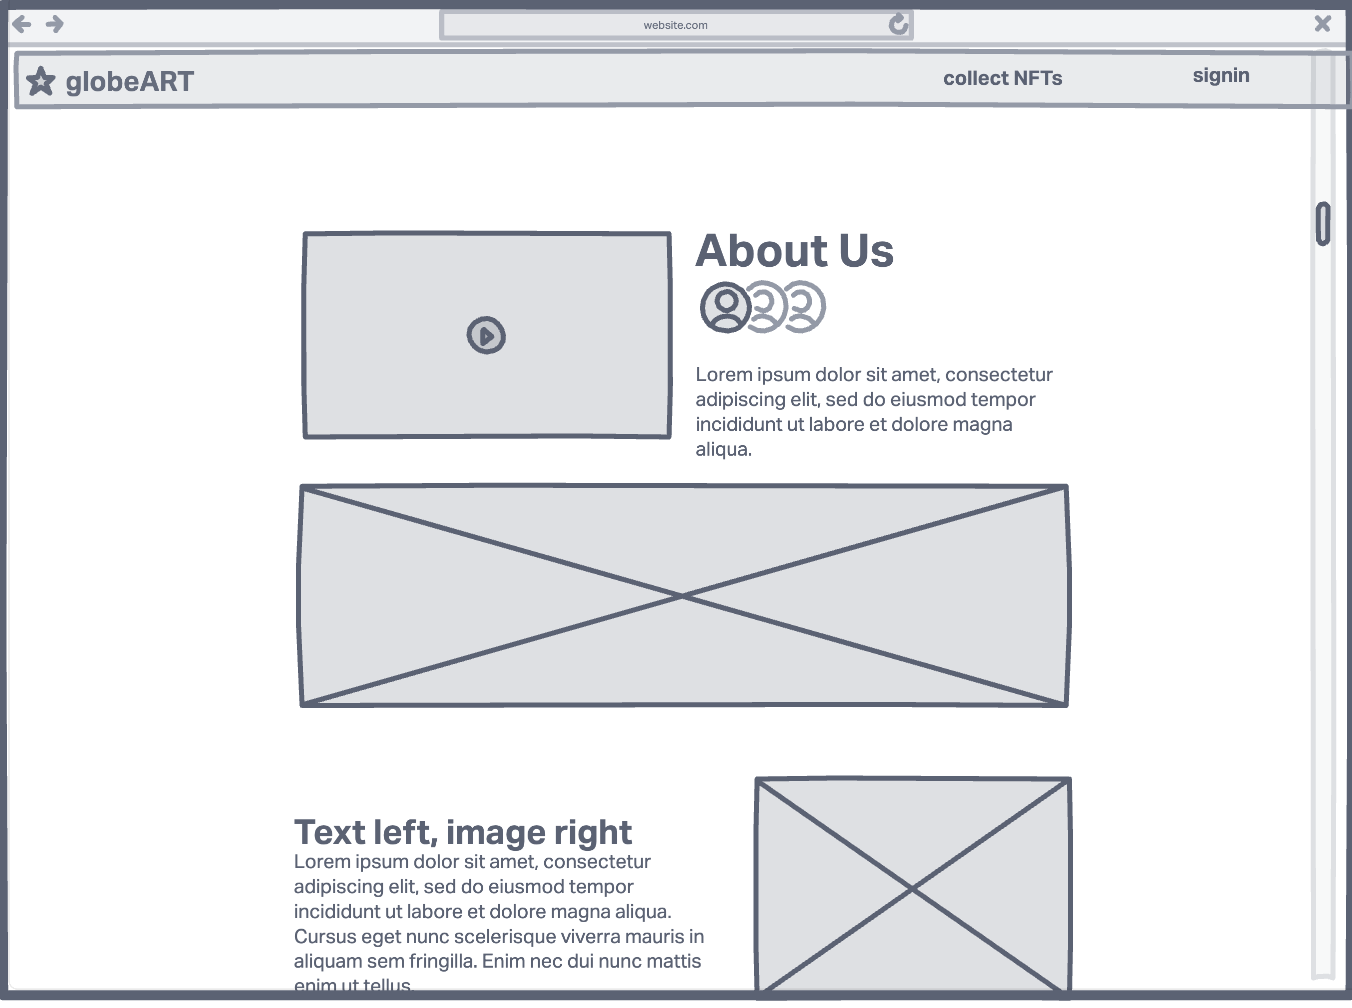 website.com
globeART
collect NFTs
signin
About Us
Lorem ipsum dolor sit amet, consectetur
adipiscing elit, sed do eiusmod tempor
incididunt ut labore et dolore magna
aliqua.
Text left, image right
Lorem ipsum dolor sit amet, consectetur
adipiscing elit, sed do eiusmod tempor
incididunt ut labore et dolore magna aliqua.
Cursus eget nunc scelerisque viverra mauris in
aliquam sem fringilla. Enim nec dui nunc mattis
enim ut tellus.